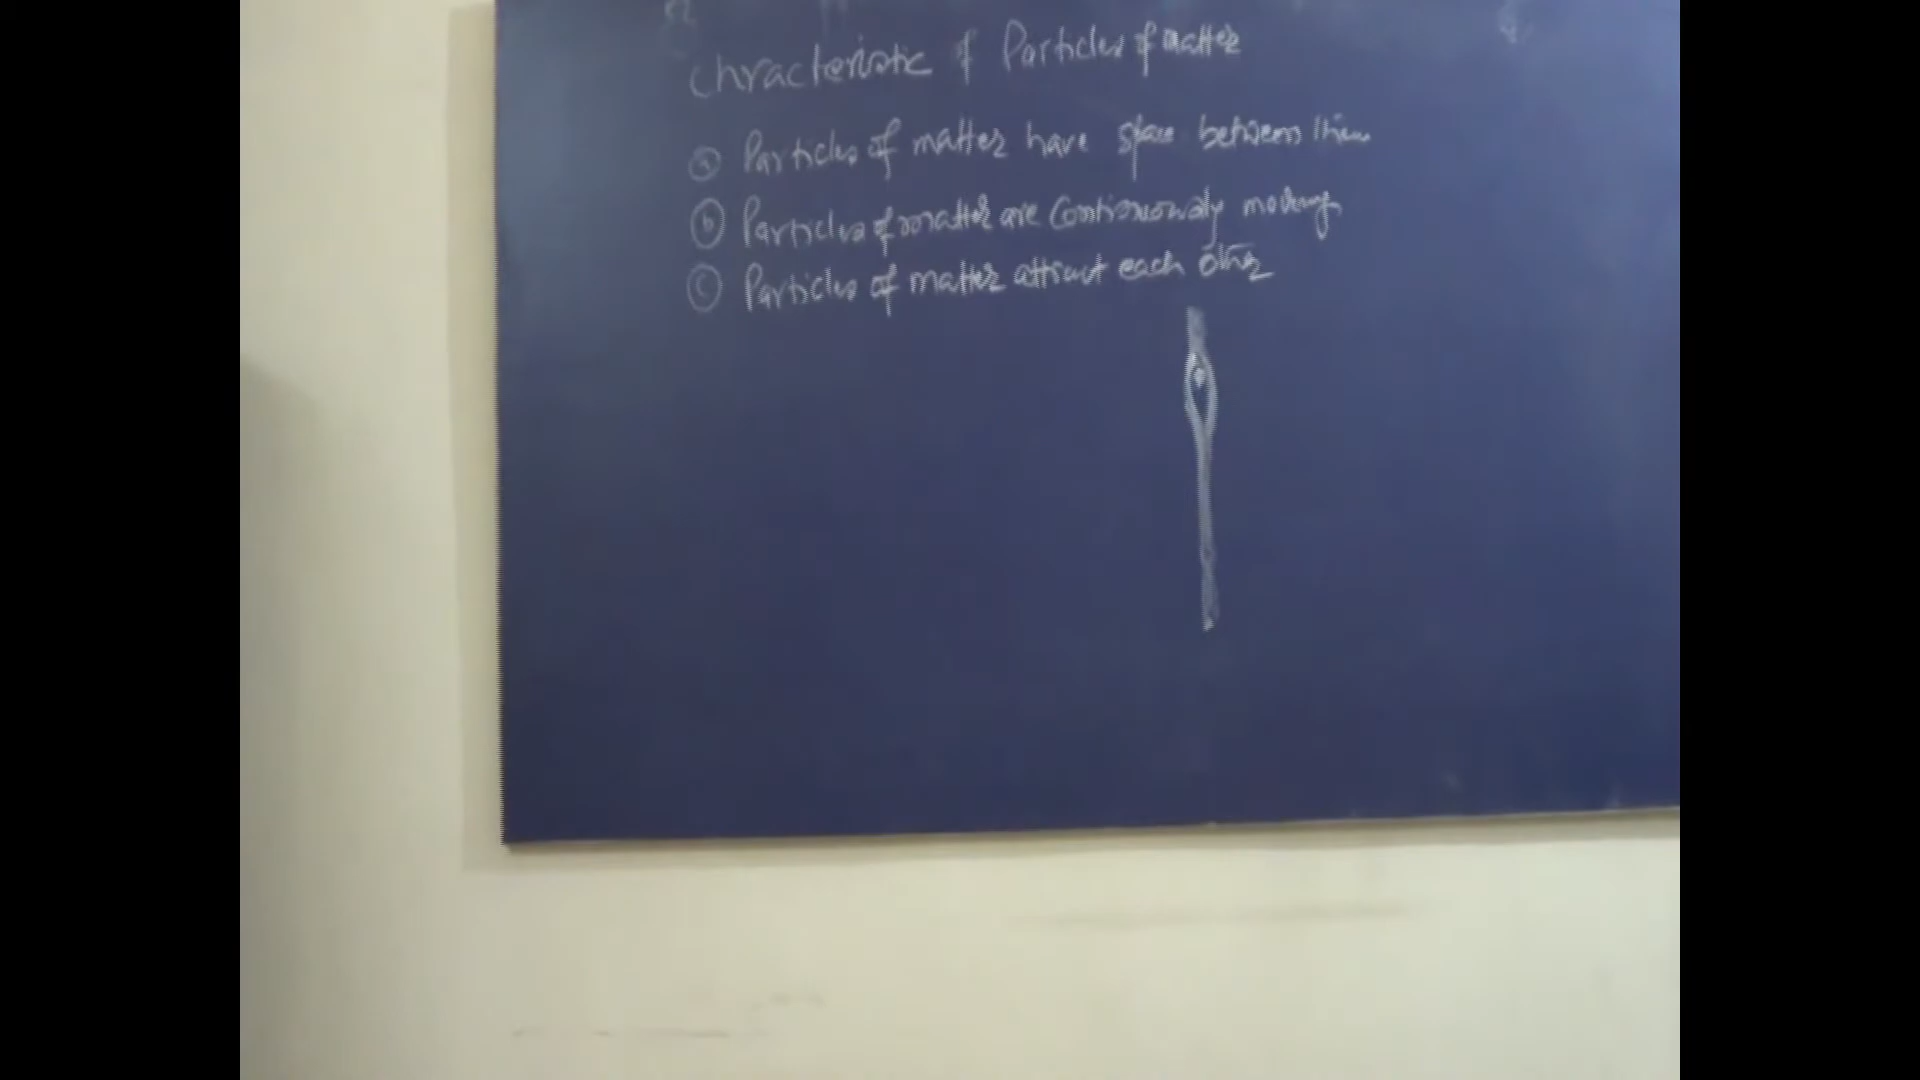 Chracteristic of Particles of matter
(a) Particles of matter have space between them
(b) Particles of matter are Continuously moving
(c) Particles of matter attract each other